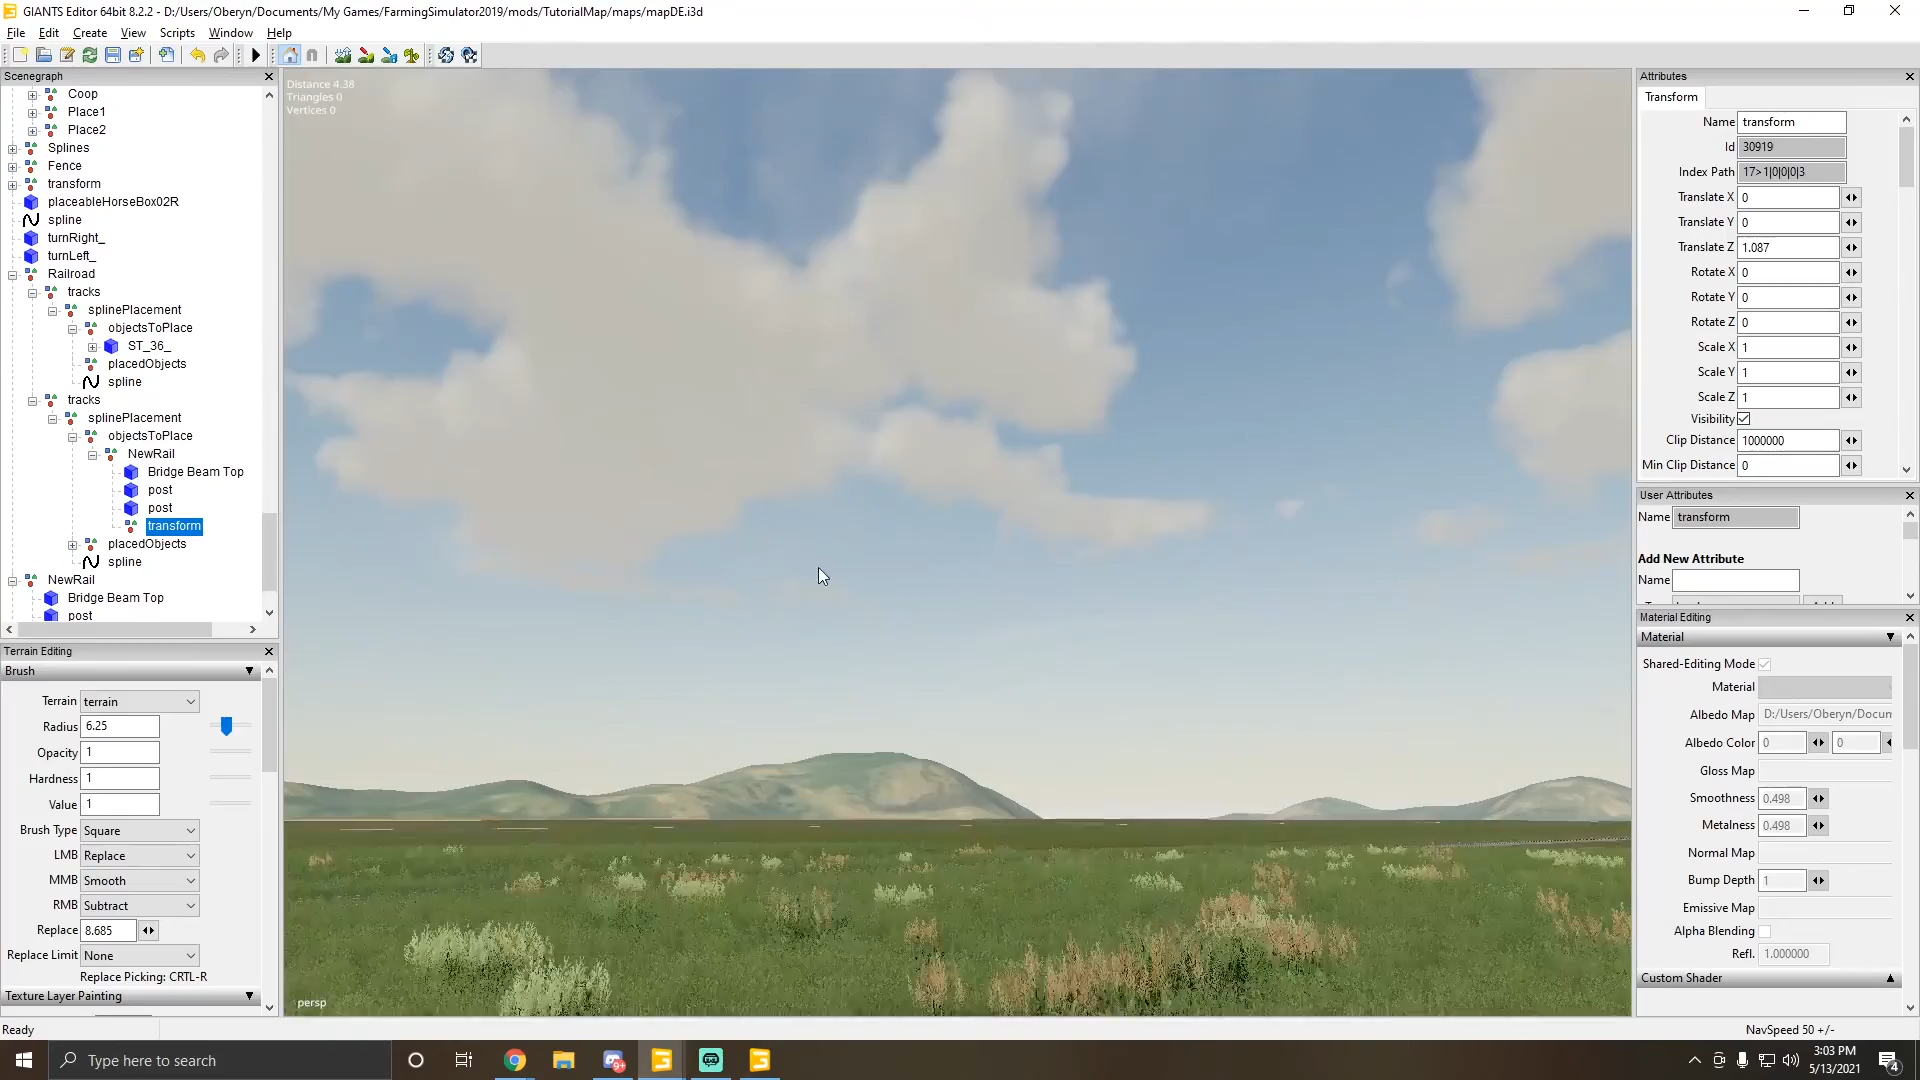 GIANTS Editor 64bit 8.2.2 - D:/Users/Oberyn/Documents/My Games/FarmingSimulator2019/mods/TutorialMap/maps/mapDE.i3d
File Edit Create View Scripts Window Help
Scenegraph
Coop
Place1
Place2
Splines
Fence
transform
placeableHorseBox02R
spline
turnRight_
turnLeft_
Railroad
tracks
splinePlacement
objectsToPlace
ST_36_
placedObjects
spline
tracks
splinePlacement
objectsToPlace
NewRail
Bridge Beam Top
post
post
transform
placedObjects
spline
NewRail
Bridge Beam Top
post
Terrain Editing
Brush
Terrain terrain
Radius 6.25
Opacity 1
Hardness 1
Value 1
Brush Type Square
LMB Replace
MMB Smooth
RMB Subtract
Replace 8.685
Replace Limit None
Replace Picking: CRTL-R
Texture Layer Painting
Distance 4.38
Triangles 0
Vertices 0
persp
Attributes
Transform
Name transform
Id 30919
Index Path 17>1|0|0|0|3
Translate X 0
Translate Y 0
Translate Z 1.087
Rotate X 0
Rotate Y 0
Rotate Z 0
Scale X 1
Scale Y 1
Scale Z 1
Visibility
Clip Distance 1000000
Min Clip Distance 0
User Attributes
Name transform
Add New Attribute
Name
Material Editing
Material
Shared-Editing Mode
Material
Albedo Map D:/Users/Oberyn/Docum
Albedo Color 0 0
Gloss Map
Smoothness 0.498
Metalness 0.498
Normal Map
Bump Depth 1
Emissive Map
Alpha Blending
Refl. 1.000000
Custom Shader
Ready
NavSpeed 50 +/-
Type here to search
9+
3:03 PM
5/13/2021
4